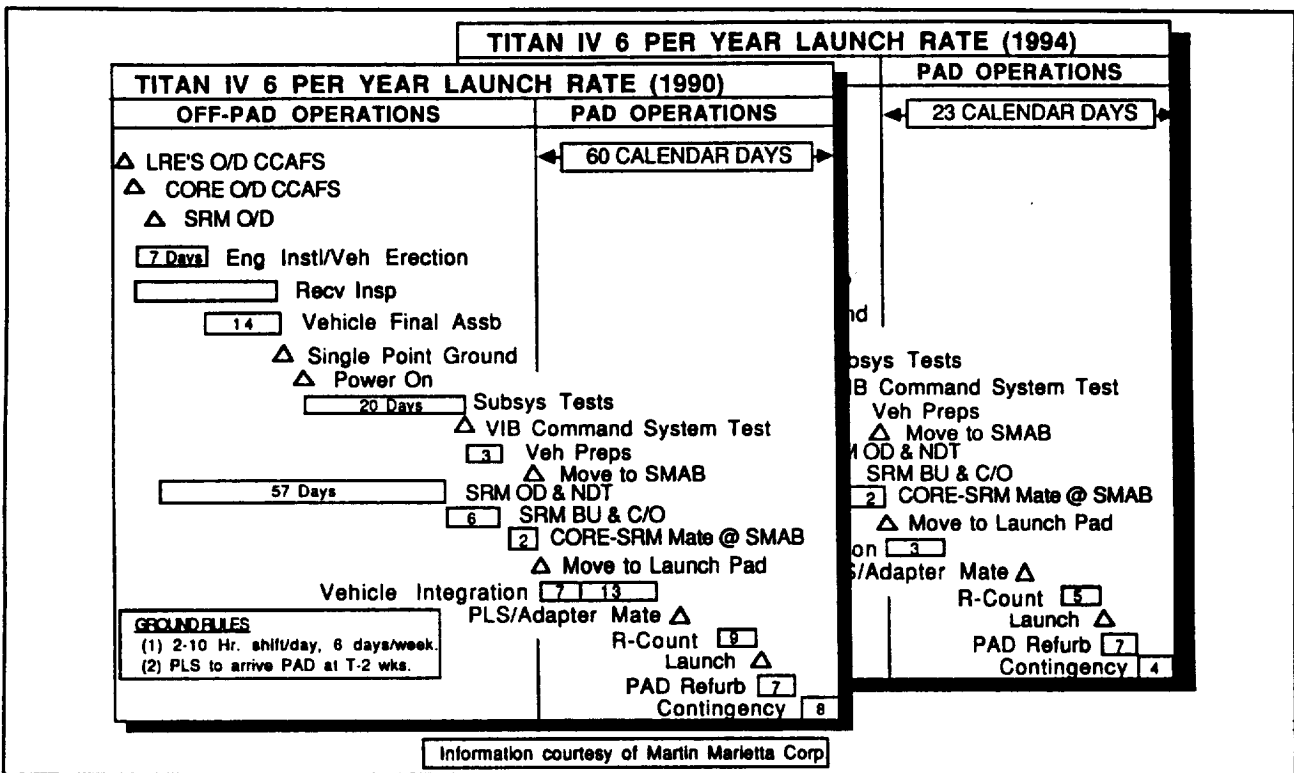 TITAN IV 6 PER YEAR LAUNCH RATE (1994)
PAD OPERATIONS
23 CALENDAR DAYS
TITAN IV 6 PER YEAR LAUNCH RATE (1990)
OFF-PAD OPERATIONS
PAD OPERATIONS
60 CALENDAR DAYS
LRE'S O/D CCAFS
CORE O/D CCAFS
SRM O/D
7 Days Eng Instl/Veh Erection
Recv Insp
14 Vehicle Final Assb
Single Point Ground
Power On
20 Days Subsys Tests
VIB Command System Test
3 Veh Preps
Move to SMAB
57 Days SRM OD & NDT
6 SRM BU & C/O
2 CORE-SRM Mate @ SMAB
Move to Launch Pad
Vehicle Integration 7 13
PLS/Adapter Mate
R-Count 9
Launch
PAD Refurb 7
Contingency 8
GROUND RULES
(1) 2-10 Hr. shift/day, 6 days/week.
(2) PLS to arrive PAD at T-2 wks.
nd
bsys Tests
IB Command System Test
Veh Preps
Move to SMAB
M OD & NDT
SRM BU & C/O
2 CORE-SRM Mate @ SMAB
Move to Launch Pad
on 3
S/Adapter Mate
R-Count 5
Launch
PAD Refurb 7
Contingency 4
Information courtesy of Martin Marietta Corp